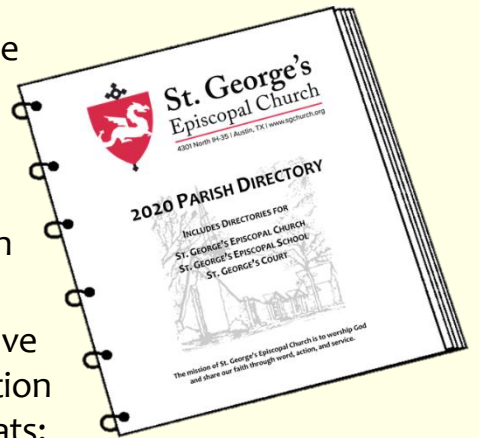 St. George's
Episcopal Church
4301 North IH-35 | Austin, TX | www.sgchurch.org
2020 PARISH DIRECTORY
INCLUDES DIRECTORIES FOR
ST. GEORGE'S EPISCOPAL CHURCH
ST. GEORGE'S EPISCOPAL SCHOOL
ST. GEORGE'S COURT
The mission of St. George's Episcopal Church is to worship God
and share our faith through word, action, and service.